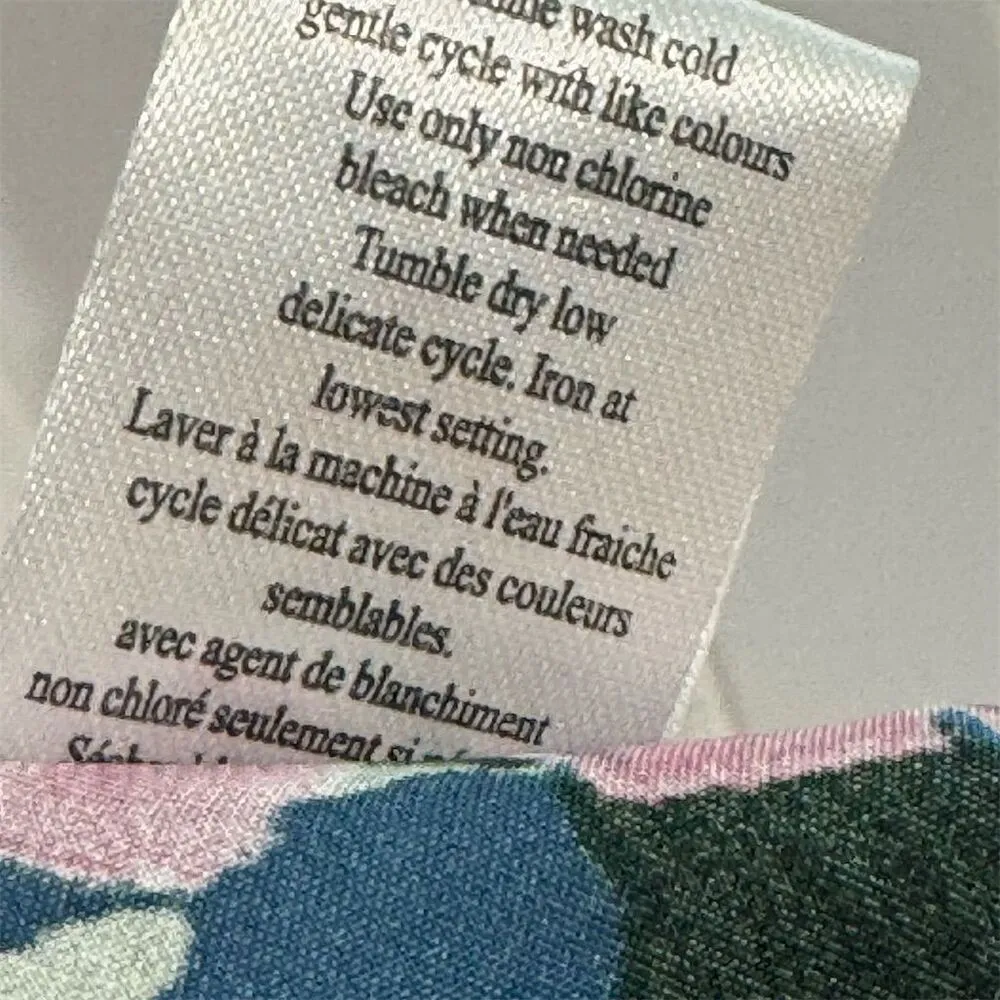 wash cold
gentle cycle with like colours
Use only non chlorine
bleach when needed
Tumble dry low
delicate cycle. Iron at
lowest setting.
Laver à la machine à l'eau fraiche
cycle délicat avec des couleurs
semblables.
avec agent de blanchiment
non chloré seulement si